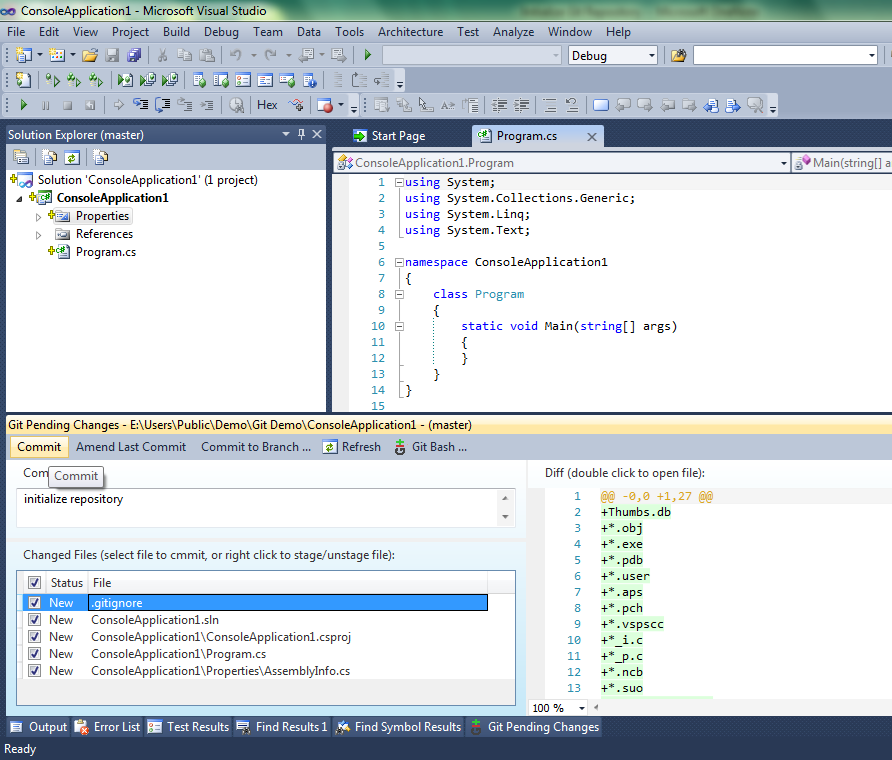 ConsoleApplication1 - Microsoft Visual Studio
File Edit View Project Build Debug Team Data Tools Architecture Test Analyze Window Help
Debug
Hex
Solution Explorer (master)
Solution 'ConsoleApplication1' (1 project)
ConsoleApplication1
Properties
References
Program.cs
Start Page Program.cs
ConsoleApplication1.Program Main(string[] a
1 using System;
2 using System.Collections.Generic;
3 using System.Linq;
4 using System.Text;
5
6 namespace ConsoleApplication1
7 {
8 class Program
9 {
10 static void Main(string[] args)
11 {
12 }
13 }
14 }
15
Git Pending Changes - E:\Users\Public\Demo\Git Demo\ConsoleApplication1 - (master)
Commit Amend Last Commit Commit to Branch ... Refresh Git Bash ...
Com
Commit
initialize repository
Changed Files (select file to cmmit, or right click to stage/unstage file):
Status File
New .gitignore
New ConsoleApplication1.sln
New ConsoleApplication1\ConsoleApplication1.csproj
New ConsoleApplication1\Program.cs
New ConsoleApplication1\Properties\AssemblyInfo.cs
Diff (double click to open file):
1 @@ -0,0 +1,27 @@
2 +Thumbs.db
3 +*.obj
4 +*.exe
5 +*.pdb
6 +*.user
7 +*.aps
8 +*.pch
9 +*.vspscc
10 +*_i.c
11 +*_p.c
12 +*.ncb
13 +*.suo
100 %
Output Error List Test Results Find Results 1 Find Symbol Results Git Pending Changes
Ready